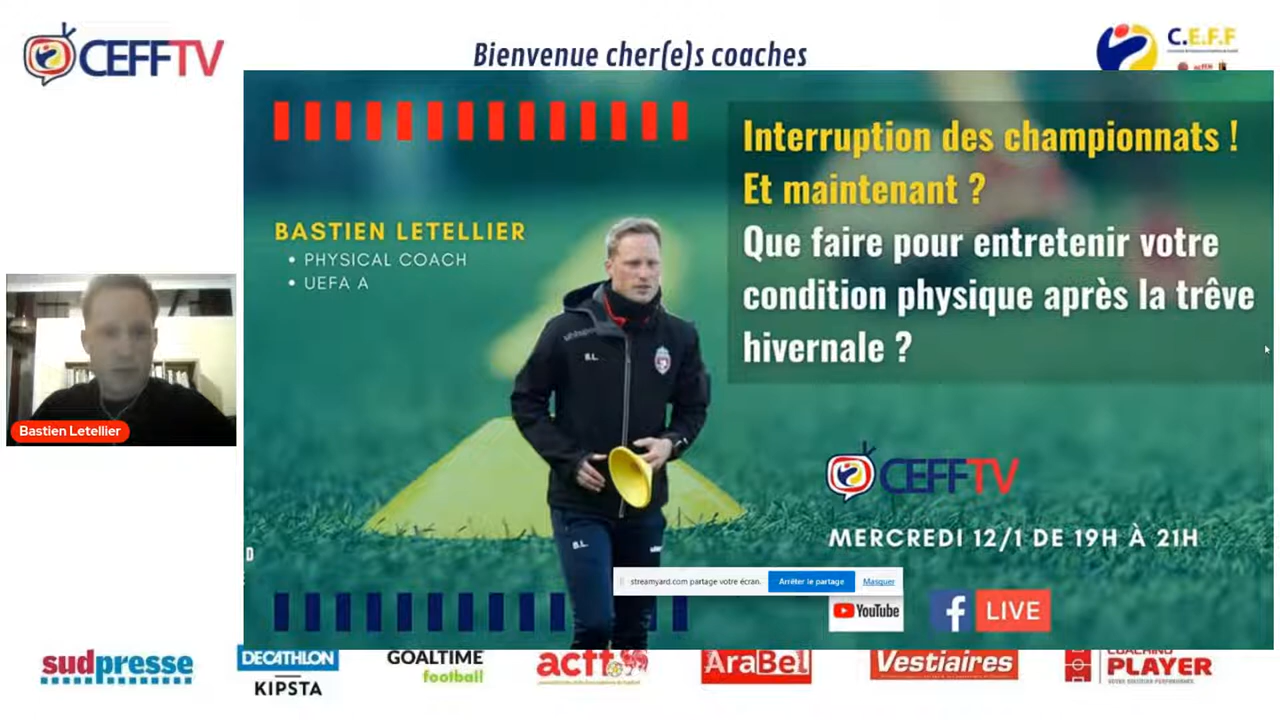 CEFFTV
Bienvenue cher(e)s coaches
C.E.F.F
Interruption des championnats !
Et maintenant ?
Que faire pour entretenir votre
condition physique après la trêve
hivernale ?
BASTIEN LETELLIER
• PHYSICAL COACH
• UEFA A
uhlsport
B.L.
B.L.
Bastien Letellier
CEFFTV
MERCREDI 12/1 DE 19H À 21H
D
streamyard.com partage votre écran.
Arrêter le partage
Masquer
YouTube
f LIVE
sudpresse
DECATHLON
KIPSTA
GOALTIME
football
acff
AraBel
Vestiaires
COACHING
PLAYER